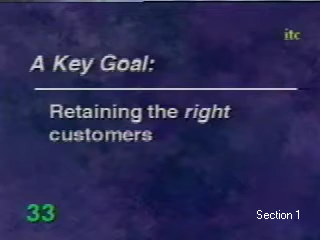 itc
A Key Goal:
Retaining the right
customers
33
Section 1